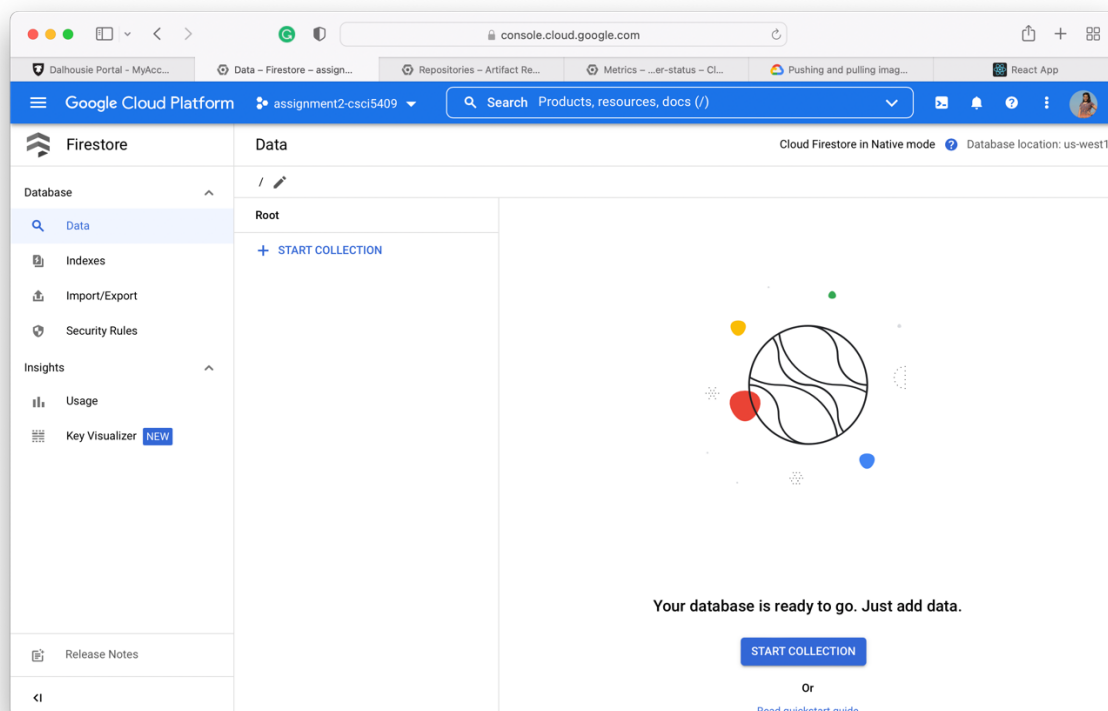 console.cloud.google.com
Dalhousie Portal - MyAcc...
Data – Firestore – assign...
Repositories – Artifact Re...
Metrics – ...er-status – Cl...
Pushing and pulling imag...
React App
Google Cloud Platform
assignment2-csci5409
Search Products, resources, docs (/)
Firestore
Data
Cloud Firestore in Native mode
Database location: us-west1
Database
/
Data
Root
START COLLECTION
Indexes
Import/Export
Security Rules
Insights
Usage
Key Visualizer NEW
Your database is ready to go. Just add data.
START COLLECTION
Or
Read quickstart guide
Release Notes